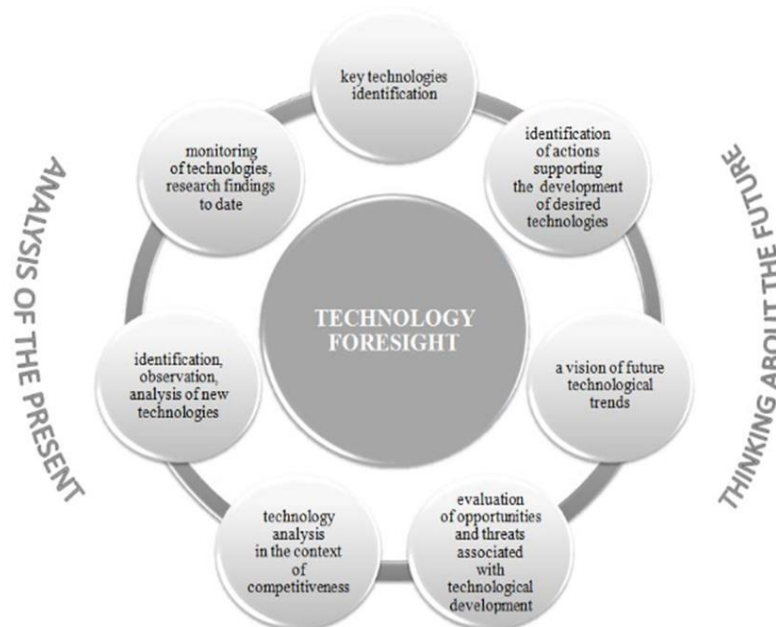 key technologies
identification
identification
of actions
supporting
the development
of desired
technologies
a vision of future
technological
trends
evaluation
of opportunities
and threats
associated
with
technological
development
technology
analysis
in the context
of
competitiveness
identification,
observation,
analysis of new
technologies
monitoring
of technologies,
research findings
to date
TECHNOLOGY
FORESIGHT
ANALYSIS OF THE PRESENT
THINKING ABOUT THE FUTURE